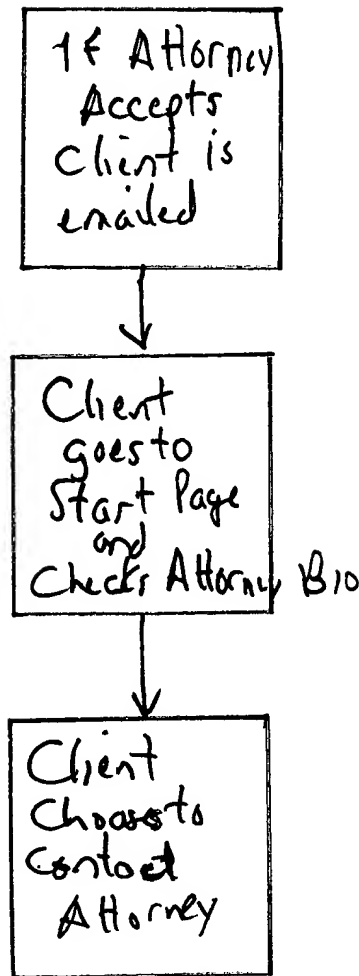 If Attorney
Accepts
Client is
emailed
Client
goes to
Start Page
and
Checks Attorney Bio
Client
Chooses to
Contact
Attorney